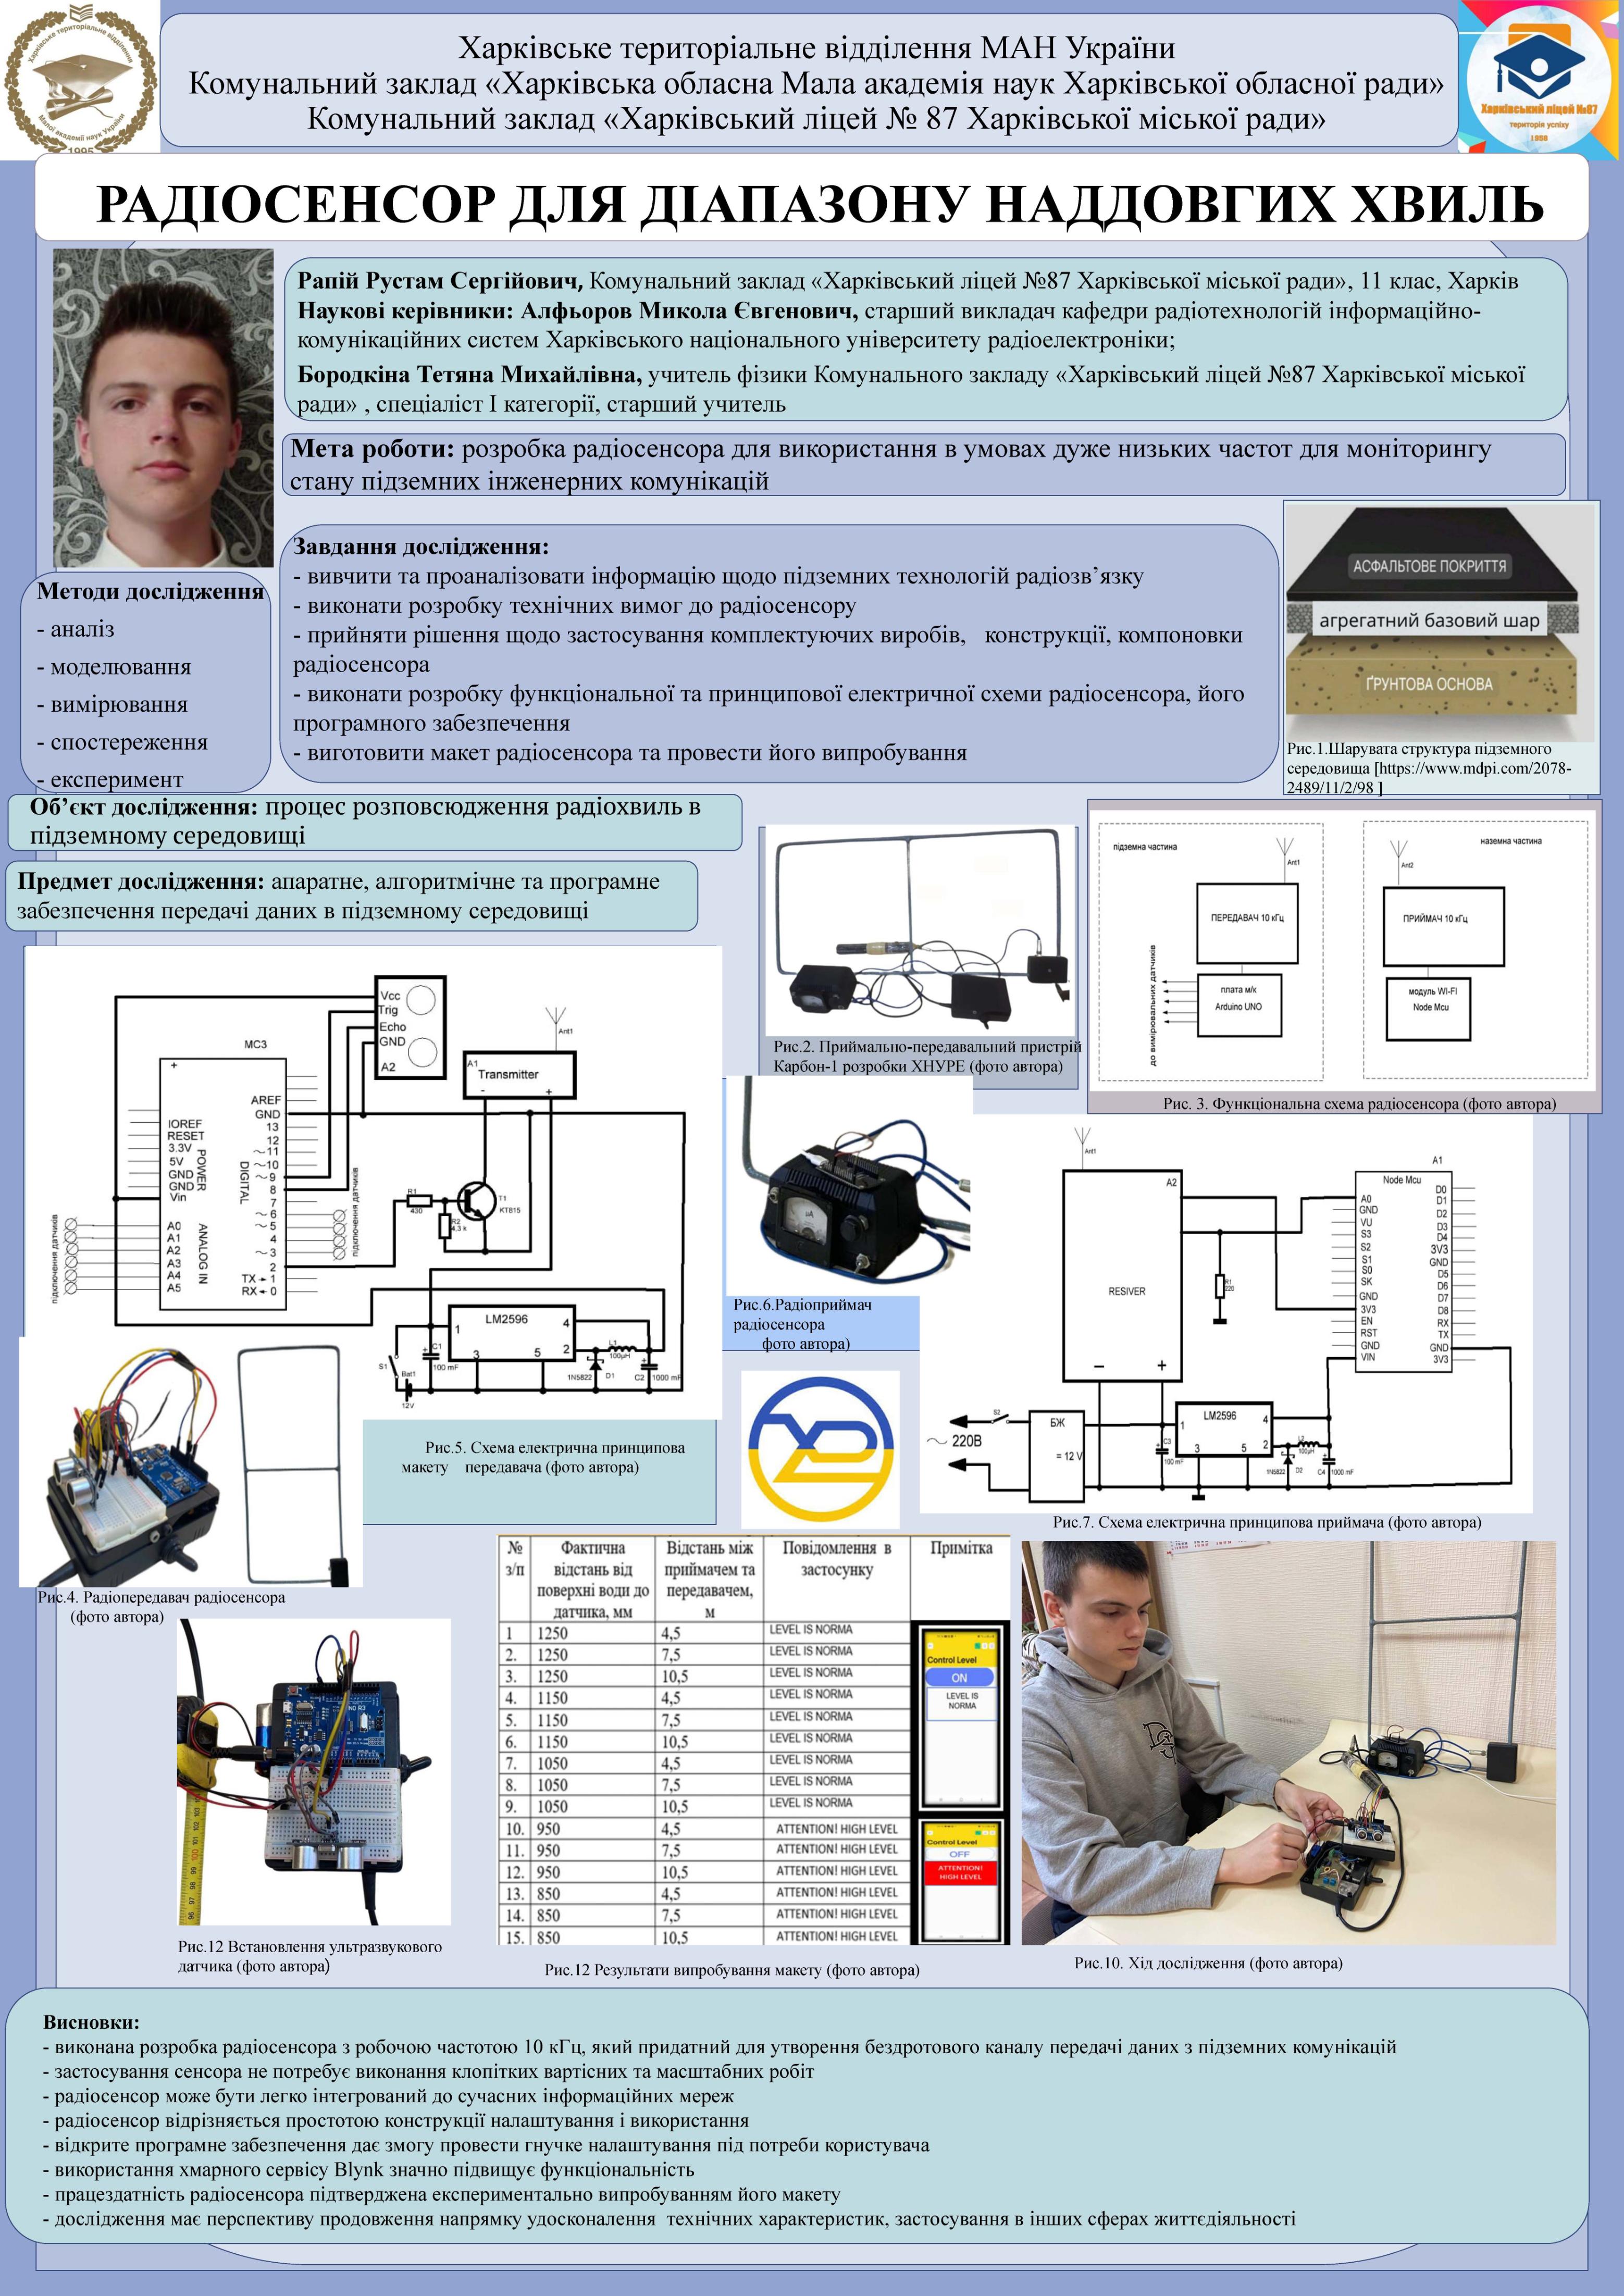 Харківське територіальне відділення МАН України
Комунальний заклад «Харківська обласна Мала академія наук Харківської обласної ради»
Комунальний заклад «Харківський ліцей № 87 Харківської міської ради»
Харківське територіальне відділення
Малої академії наук України
1995
Харківський ліцей №87
територія успіху
1988
РАДІОСЕНСОР ДЛЯ ДІАПАЗОНУ НАДДОВГИХ ХВИЛЬ
Рапій Рустам Сергійович, Комунальний заклад «Харківський ліцей №87 Харківської міської ради», 11 клас, Харків
Наукові керівники: Алфьоров Микола Євгенович, старший викладач кафедри радіотехнологій інформаційно-
комунікаційних систем Харківського національного університету радіоелектроніки;
Бородкіна Тетяна Михайлівна, учитель фізики Комунального закладу «Харківський ліцей №87 Харківської міської
ради» , спеціаліст І категорії, старший учитель
Мета роботи: розробка радіосенсора для використання в умовах дуже низьких частот для моніторингу
стану підземних інженерних комунікацій
Методи дослідження
- аналіз
- моделювання
- вимірювання
- спостереження
- експеримент
Завдання дослідження:
- вивчити та проаналізовати інформацію щодо підземних технологій радіозв’язку
- виконати розробку технічних вимог до радіосенсору
- прийняти рішення щодо застосування комплектуючих виробів, конструкції, компоновки
радіосенсора
- виконати розробку функціональної та принципової електричної схеми радіосенсора, його
програмного забезпечення
- виготовити макет радіосенсора та провести його випробування
АСФАЛЬТОВЕ ПОКРИТТЯ
агрегатний базовий шар
ҐРУНТОВА ОСНОВА
Рис.1.Шарувата структура підземного
середовища [https://www.mdpi.com/2078-
2489/11/2/98 ]
Об’єкт дослідження: процес розповсюдження радіохвиль в
підземному середовищі
Предмет дослідження: апаратне, алгоритмічне та програмне
забезпечення передачі даних в підземному середовищі
Рис.2. Приймально-передавальний пристрій
Карбон-1 розробки ХНУРЕ (фото автора)
підземна частина
Ant1
ПЕРЕДАВАЧ 10 кГц
плата м/к
Arduino UNO
до вимірювальних датчиків
наземна частина
Ant2
ПРИЙМАЧ 10 кГц
модуль WI-FI
Node Mcu
Рис. 3. Функціональна схема радіосенсора (фото автора)
Vcc
Trig
Echo
GND
A2
MC3
+
AREF
GND
13
12
~11
~10
~9
8
7
~6
~5
4
~3
2
TX 1
RX 0
IOREF
RESET
3.3V
5V
GND
GND
Vin
POWER
DIGITAL
A0
A1
A2
A3
A4
A5
ANALOG IN
підключення датчиків
підключення датчиків
Ant1
A1
Transmitter
- +
R1
430
R2
4,3 к
T1
КТ815
LM2596
1
3
5
4
2
S1
C1
100 mF
Bat1
12V
1N5822
D1
L1
100µH
C2
1000 mF
Рис.5. Схема електрична принципова
макету передавача (фото автора)
µA
Рис.6.Радіоприймач
радіосенсора
фото автора)
Ant1
A2
RESIVER
- +
R1
220
A1
Node Mcu
A0
GND
VU
S3
S2
S1
S0
SK
GND
3V3
EN
RST
GND
VIN
D0
D1
D2
D3
D4
3V3
GND
D5
D6
D7
D8
RX
TX
GND
3V3
S2
~ 220В
БЖ
= 12 V
C3
100 mF
LM2596
1
3
5
4
2
1N5822
D2
L2
100µH
C4
1000 mF
Рис.7. Схема електрична принципова приймача (фото автора)
Рис.4. Радіопередавач радіосенсора
(фото автора)
Рис.12 Встановлення ультразвукового
датчика (фото автора)
№ з/п Фактична відстань від поверхні води до датчика, мм Відстань між приймачем та передавачем, м Повідомлення в застосунку Примітка
1 1250 4,5 LEVEL IS NORMA
2. 1250 7,5 LEVEL IS NORMA
3. 1250 10,5 LEVEL IS NORMA
4. 1150 4,5 LEVEL IS NORMA
5. 1150 7,5 LEVEL IS NORMA
6. 1150 10,5 LEVEL IS NORMA
7. 1050 4,5 LEVEL IS NORMA
8. 1050 7,5 LEVEL IS NORMA
9. 1050 10,5 LEVEL IS NORMA
10. 950 4,5 ATTENTION! HIGH LEVEL
11. 950 7,5 ATTENTION! HIGH LEVEL
12. 950 10,5 ATTENTION! HIGH LEVEL
13. 850 4,5 ATTENTION! HIGH LEVEL
14. 850 7,5 ATTENTION! HIGH LEVEL
15. 850 10,5 ATTENTION! HIGH LEVEL
Control Level
ON
LEVEL IS
NORMA
Control Level
OFF
ATTENTION!
HIGH LEVEL
Рис.12 Результати випробування макету (фото автора)
Рис.10. Хід дослідження (фото автора)
Висновки:
- виконана розробка радіосенсора з робочою частотою 10 кГц, який придатний для утворення бездротового каналу передачі даних з підземних комунікацій
- застосування сенсора не потребує виконання клопітких вартісних та масштабних робіт
- радіосенсор може бути легко інтегрований до сучасних інформаційних мереж
- радіосенсор відрізняється простотою конструкції налаштування і використання
- відкрите програмне забезпечення дає змогу провести гнучке налаштування під потреби користувача
- використання хмарного сервісу Blynk значно підвищує функціональність
- працездатність радіосенсора підтверджена експериментально випробуванням його макету
- дослідження має перспективу продовження напрямку удосконалення технічних характеристик, застосування в інших сферах життєдіяльності